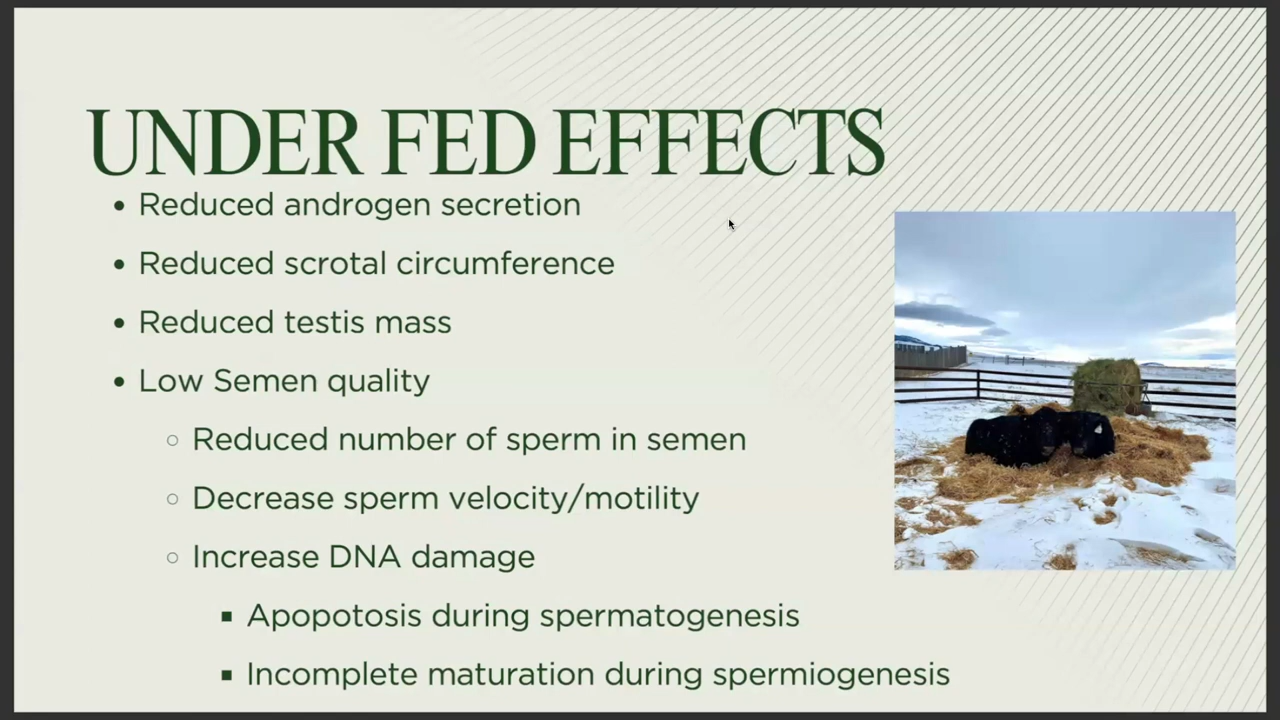 UNDER FED EFFECTS
• Reduced androgen secretion
• Reduced scrotal circumference
• Reduced testis mass
• Low Semen quality
○ Reduced number of sperm in semen
○ Decrease sperm velocity/motility
○ Increase DNA damage
▪ Apopotosis during spermatogenesis
▪ Incomplete maturation during spermiogenesis